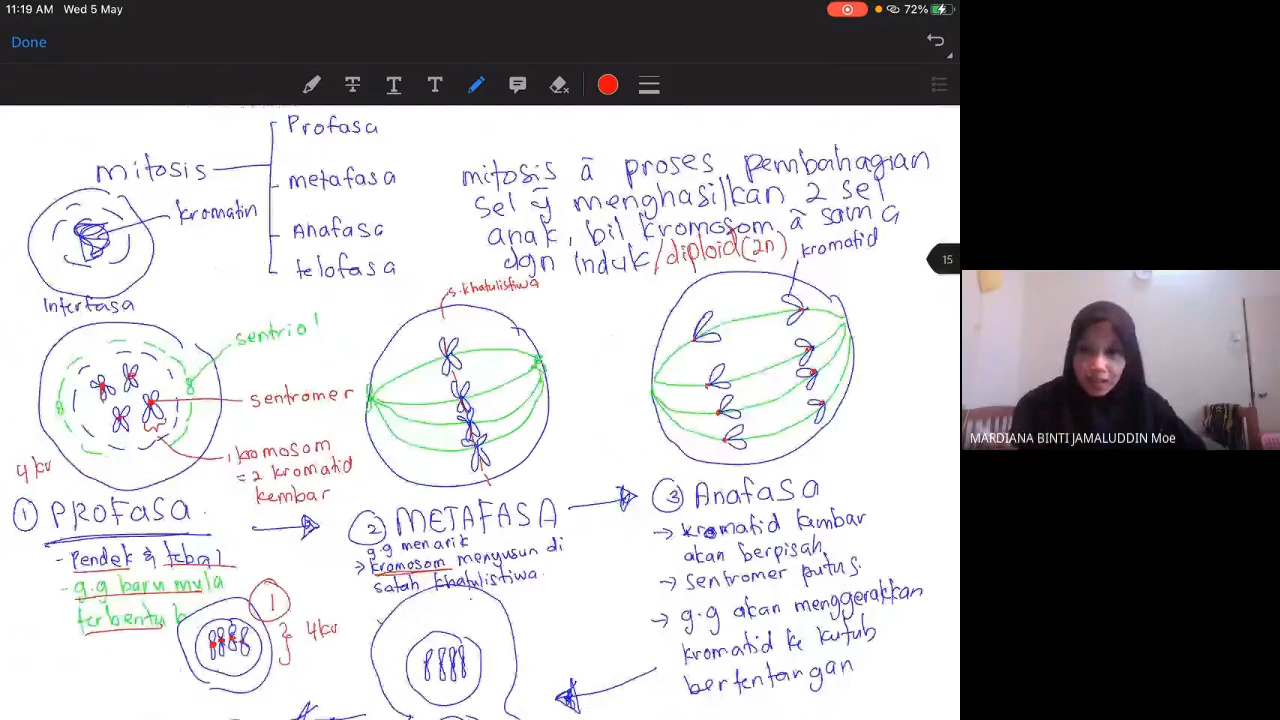 11:19 AM Wed 5 May
72%
Done
T T T
15
mitosis
Profasa
metafasa
Anafasa
telofasa
kromatin
Interfasa
mitosis ā proses pembahagian
sel ȳ menghasilkan 2 sel
anak, bil kromosom ā sama
dgn Induk/diploid(2n)
kromatid
s.khatulistiwa
sentriol
sentromer
1 kromosom
= 2 kromatid
kembar
4 kr
① PROFASA
- Pendek & tebal
- g.g baru mula
terbentuk
1
4kr
② METAFASA
g.g menarik
→ kromosom menyusun di
satah khatulistiwa.
③ Anafasa
→ kromatid kembar
akan berpisah
→ sentromer putus.
→ g.g akan menggerakkan
kromatid ke kutub
bertentangan
MARDIANA BINTI JAMALUDDIN Moe